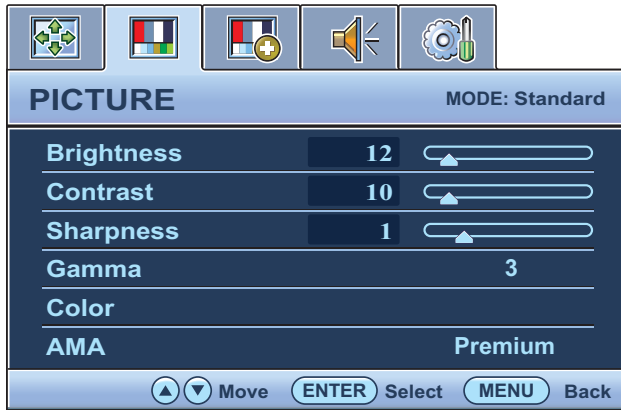 PICTURE MODE: Standard
Brightness 12
Contrast 10
Sharpness 1
Gamma 3
Color
AMA Premium
Move ENTER Select MENU Back